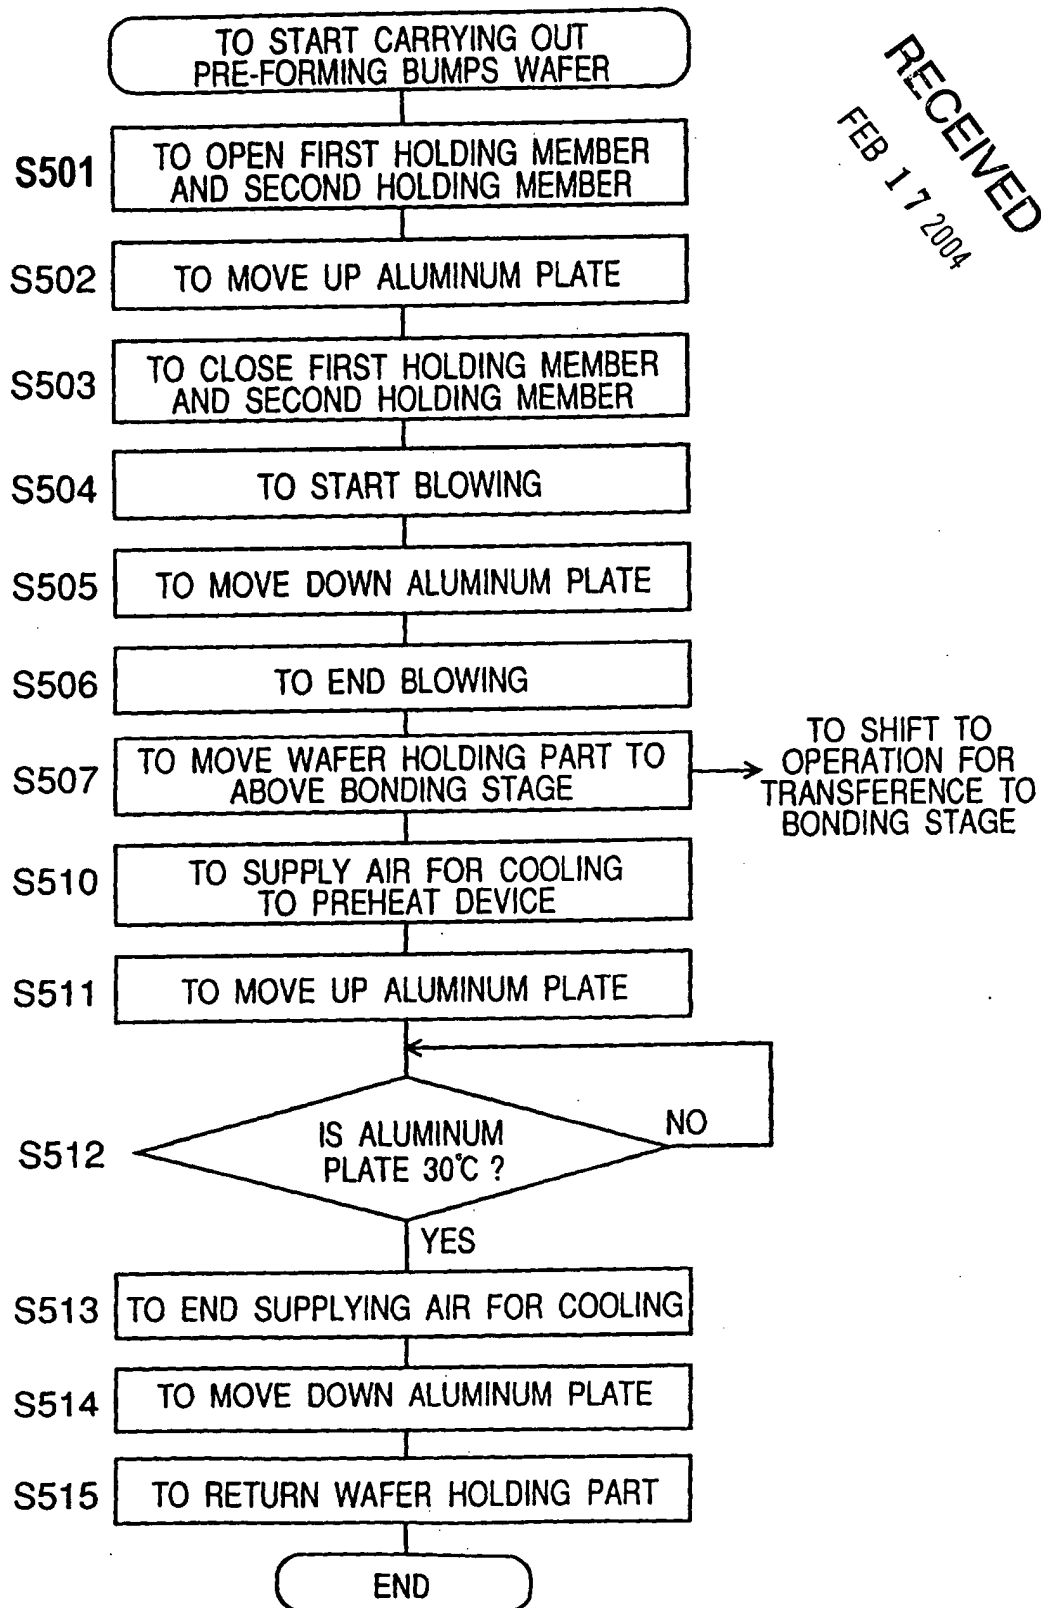 TO START CARRYING OUT
PRE-FORMING BUMPS WAFER
RECEIVED
FEB 17 2004
S501
TO OPEN FIRST HOLDING MEMBER
AND SECOND HOLDING MEMBER
S502
TO MOVE UP ALUMINUM PLATE
S503
TO CLOSE FIRST HOLDING MEMBER
AND SECOND HOLDING MEMBER
S504
TO START BLOWING
S505
TO MOVE DOWN ALUMINUM PLATE
S506
TO END BLOWING
S507
TO MOVE WAFER HOLDING PART TO
ABOVE BONDING STAGE
TO SHIFT TO
OPERATION FOR
TRANSFERENCE TO
BONDING STAGE
S510
TO SUPPLY AIR FOR COOLING
TO PREHEAT DEVICE
S511
TO MOVE UP ALUMINUM PLATE
S512
IS ALUMINUM
PLATE 30℃ ?
NO
YES
S513
TO END SUPPLYING AIR FOR COOLING
S514
TO MOVE DOWN ALUMINUM PLATE
S515
TO RETURN WAFER HOLDING PART
END